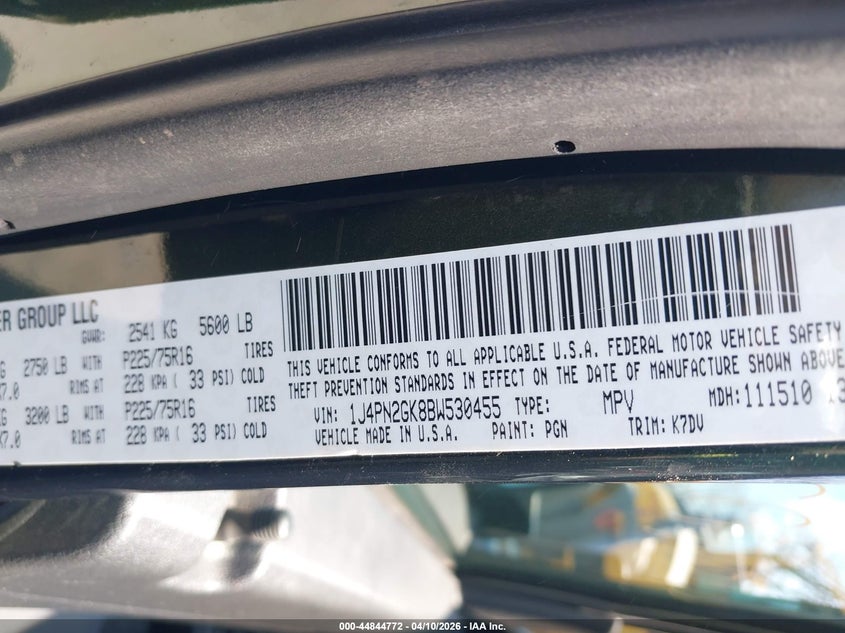 ER GROUP LLC
GVWR: 2541 KG 5600 LB
2750 LB WITH P225/75R16 TIRES
X7.0 RIMS AT 228 KPA ( 33 PSI) COLD
KG 3200 LB WITH P225/75R16 TIRES
X7.0 RIMS AT 228 KPA ( 33 PSI) COLD
THIS VEHICLE CONFORMS TO ALL APPLICABLE U.S.A. FEDERAL MOTOR VEHICLE SAFETY
THEFT PREVENTION STANDARDS IN EFFECT ON THE DATE OF MANUFACTURE SHOWN ABOVE
VIN: 1J4PN2GK8BW530455 TYPE: MPV MDH: 111510
VEHICLE MADE IN U.S.A. PAINT: PGN TRIM: K7DV
000-44844772 - 04/10/2026 - IAA Inc.